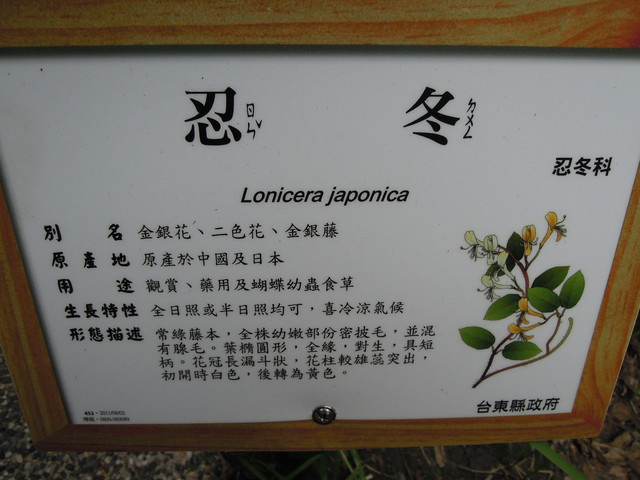 忍ㄖㄣˇ 冬ㄉㄨㄥ
忍冬科
Lonicera japonica
別 名 金銀花、二色花、金銀藤
原 產 地 原產於中國及日本
用 途 觀賞、藥用及蝴蝶幼蟲食草
生長特性 全日照或半日照均可，喜冷涼氣候
形態描述 常綠藤本，全株幼嫩部份密披毛，並混
有腺毛。葉橢圓形，全緣，對生，具短
柄。花冠長漏斗狀，花柱較雄蕊突出，
初開時白色，後轉為黃色。
台東縣政府